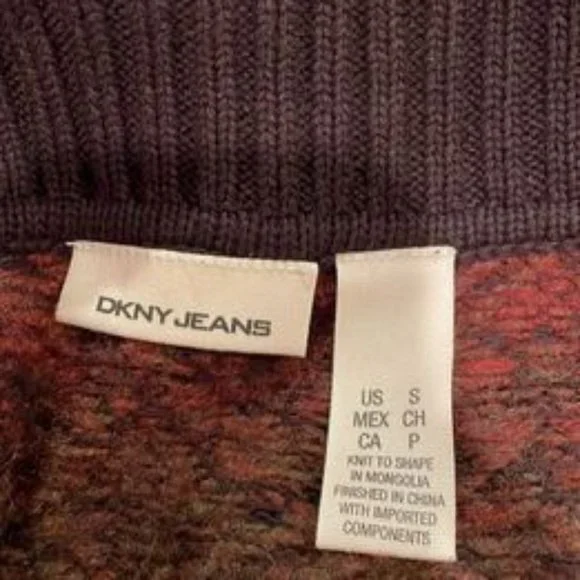 DKNY JEANS
US S
MEX CH
CA P
KNIT TO SHAPE
IN MONGOLIA
FINISHED IN CHINA
WITH IMPORTED
COMPONENTS